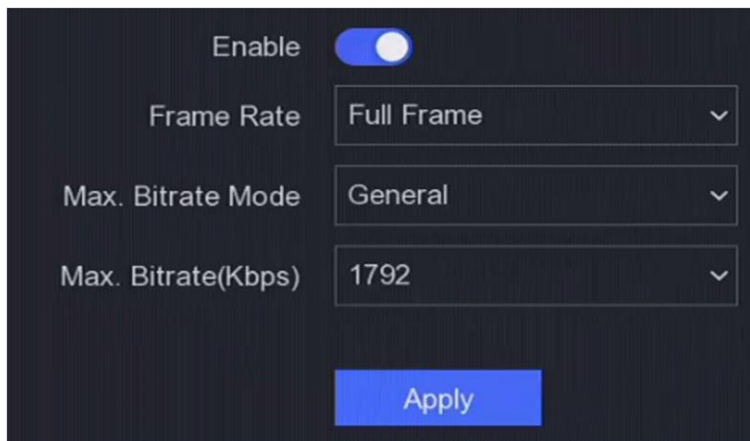 Enable
Frame Rate Full Frame
Max. Bitrate Mode General
Max. Bitrate(Kbps) 1792
Apply